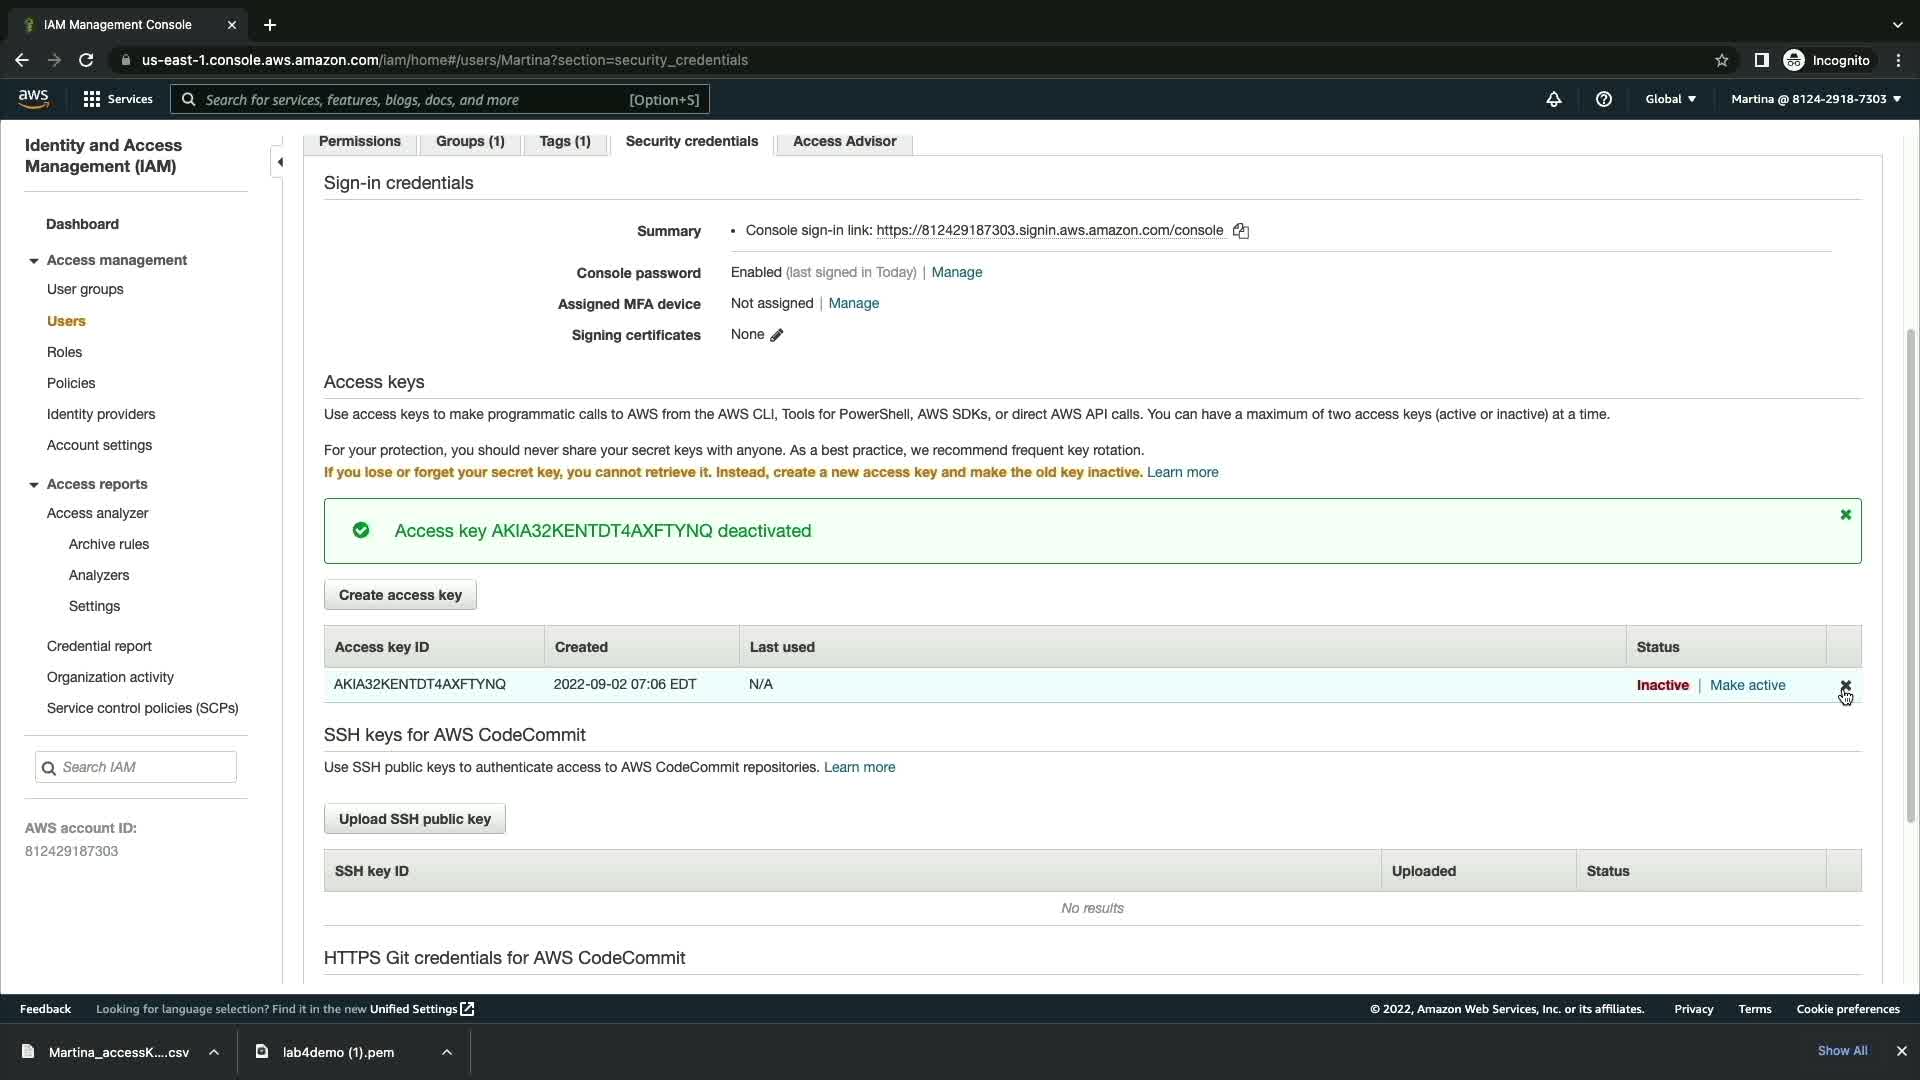 IAM Management Console
us-east-1.console.aws.amazon.com/iam/home#/users/Martina?section=security_credentials
Incognito
aws
Services
Search for services, features, blogs, docs, and more
[Option+S]
Global
Martina @ 8124-2918-7303
Identity and Access
Management (IAM)
Dashboard
Access management
User groups
Users
Roles
Policies
Identity providers
Account settings
Access reports
Access analyzer
Archive rules
Analyzers
Settings
Credential report
Organization activity
Service control policies (SCPs)
Search IAM
AWS account ID:
812429187303
Permissions
Groups (1)
Tags (1)
Security credentials
Access Advisor
Sign-in credentials
Summary
• Console sign-in link: https://812429187303.signin.aws.amazon.com/console
Console password
Enabled (last signed in Today) | Manage
Assigned MFA device
Not assigned | Manage
Signing certificates
None
Access keys
Use access keys to make programmatic calls to AWS from the AWS CLI, Tools for PowerShell, AWS SDKs, or direct AWS API calls. You can have a maximum of two access keys (active or inactive) at a time.
For your protection, you should never share your secret keys with anyone. As a best practice, we recommend frequent key rotation.
If you lose or forget your secret key, you cannot retrieve it. Instead, create a new access key and make the old key inactive. Learn more
Access key AKIA32KENTDT4AXFTYNQ deactivated
Create access key
Access key ID
Created
Last used
Status
AKIA32KENTDT4AXFTYNQ
2022-09-02 07:06 EDT
N/A
Inactive | Make active
SSH keys for AWS CodeCommit
Use SSH public keys to authenticate access to AWS CodeCommit repositories. Learn more
Upload SSH public key
SSH key ID
Uploaded
Status
No results
HTTPS Git credentials for AWS CodeCommit
Feedback
Looking for language selection? Find it in the new Unified Settings
© 2022, Amazon Web Services, Inc. or its affiliates.
Privacy
Terms
Cookie preferences
Martina_accessK....csv
lab4demo (1).pem
Show All